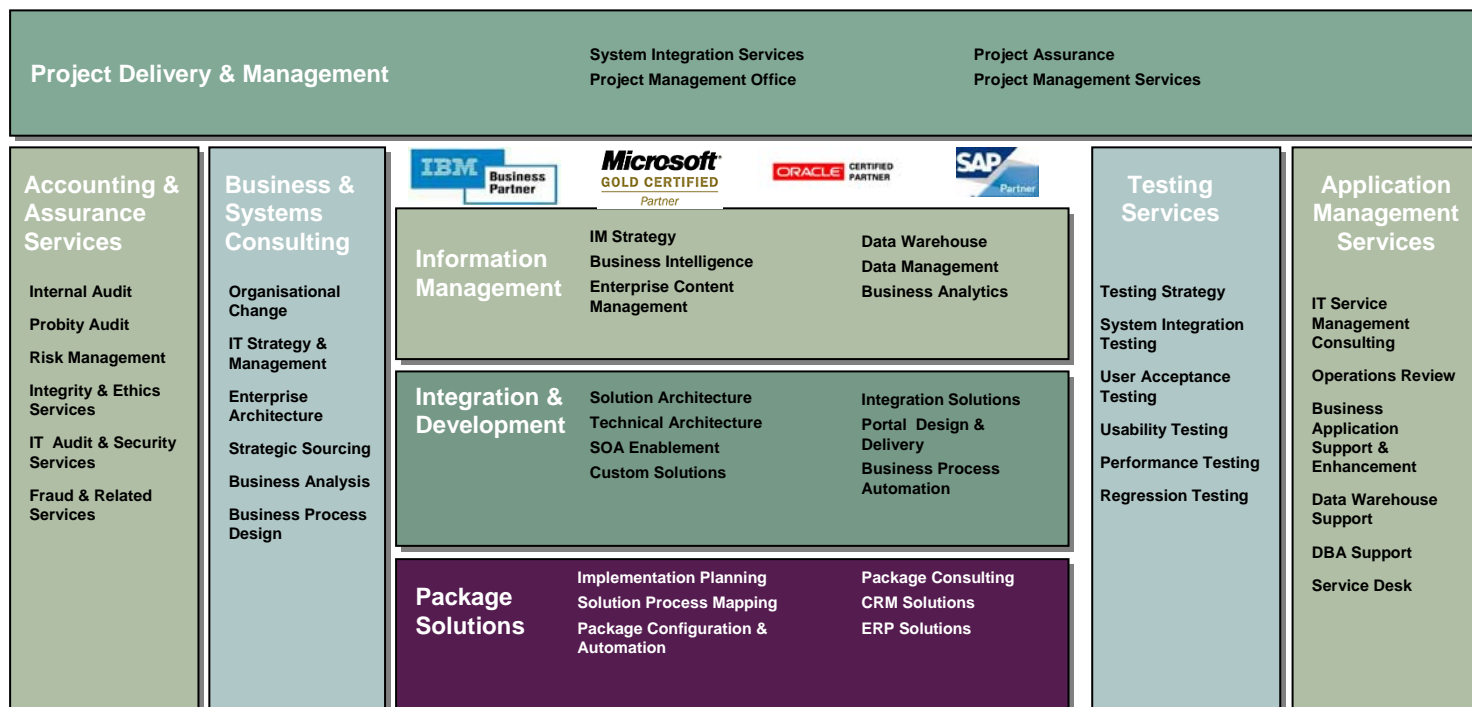 Project Delivery & Management
System Integration Services
Project Management Office
Project Assurance
Project Management Services
Accounting &
Assurance
Services
Internal Audit
Probity Audit
Risk Management
Integrity & Ethics
Services
IT Audit & Security
Services
Fraud & Related
Services
Business &
Systems
Consulting
Organisational
Change
IT Strategy &
Management
Enterprise
Architecture
Strategic Sourcing
Business Analysis
Business Process
Design
IBM
Business
Partner
Microsoft
GOLD CERTIFIED
Partner
ORACLE
CERTIFIED
PARTNER
SAP
Partner
Information
Management
IM Strategy
Business Intelligence
Enterprise Content
Management
Data Warehouse
Data Management
Business Analytics
Integration &
Development
Solution Architecture
Technical Architecture
SOA Enablement
Custom Solutions
Integration Solutions
Portal Design &
Delivery
Business Process
Automation
Package
Solutions
Implementation Planning
Solution Process Mapping
Package Configuration &
Automation
Package Consulting
CRM Solutions
ERP Solutions
Testing
Services
Testing Strategy
System Integration
Testing
User Acceptance
Testing
Usability Testing
Performance Testing
Regression Testing
Application
Management
Services
IT Service
Management
Consulting
Operations Review
Business
Application
Support &
Enhancement
Data Warehouse
Support
DBA Support
Service Desk